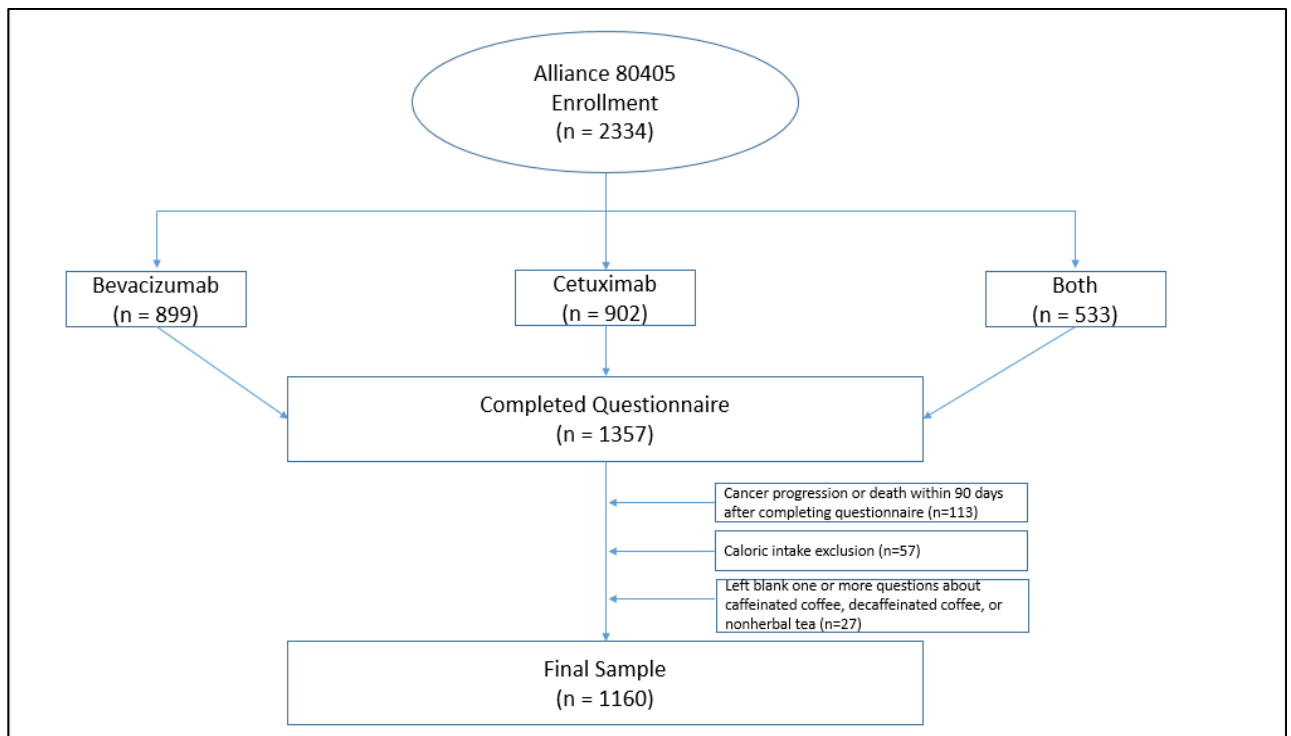 Alliance 80405
Enrollment
(n = 2334)
Bevacizumab
(n = 899)
Cetuximab
(n = 902)
Both
(n = 533)
Completed Questionnaire
(n = 1357)
Cancer progression or death within 90 days
after completing questionnaire (n=113)
Caloric intake exclusion (n=57)
Left blank one or more questions about
caffeinated coffee, decaffeinated coffee, or
nonherbal tea (n=27)
Final Sample
(n = 1160)